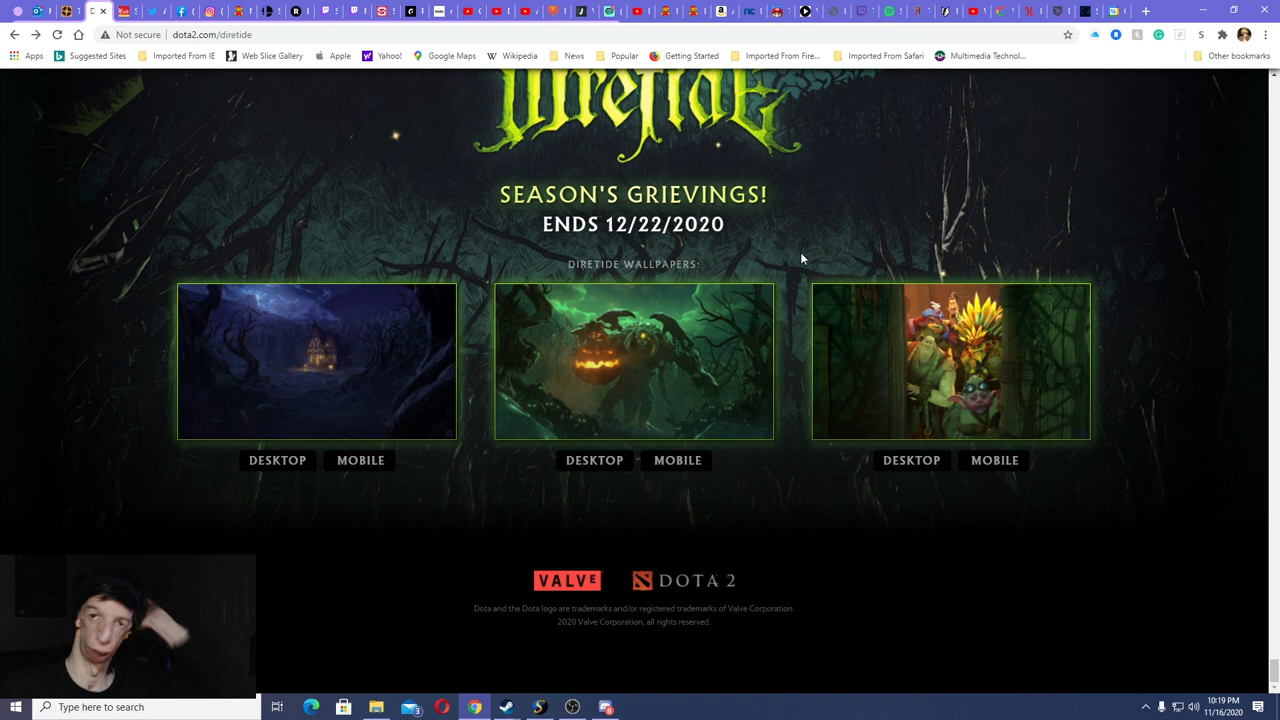 Not secure | dota2.com/diretide
Apps Suggested Sites Imported From IE Web Slice Gallery Apple Yahoo! Google Maps Wikipedia News Popular Getting Started Imported From Fire... Imported From Safari Multimedia Technol... Other bookmarks
Diretide
SEASON'S GRIEVINGS!
ENDS 12/22/2020
DIRETIDE WALLPAPERS:
DESKTOP MOBILE DESKTOP MOBILE DESKTOP MOBILE
VALVE DOTA 2
Dota and the Dota logo are trademarks and/or registered trademarks of Valve Corporation.
2020 Valve Corporation, all rights reserved.
Type here to search
10:19 PM
11/16/2020